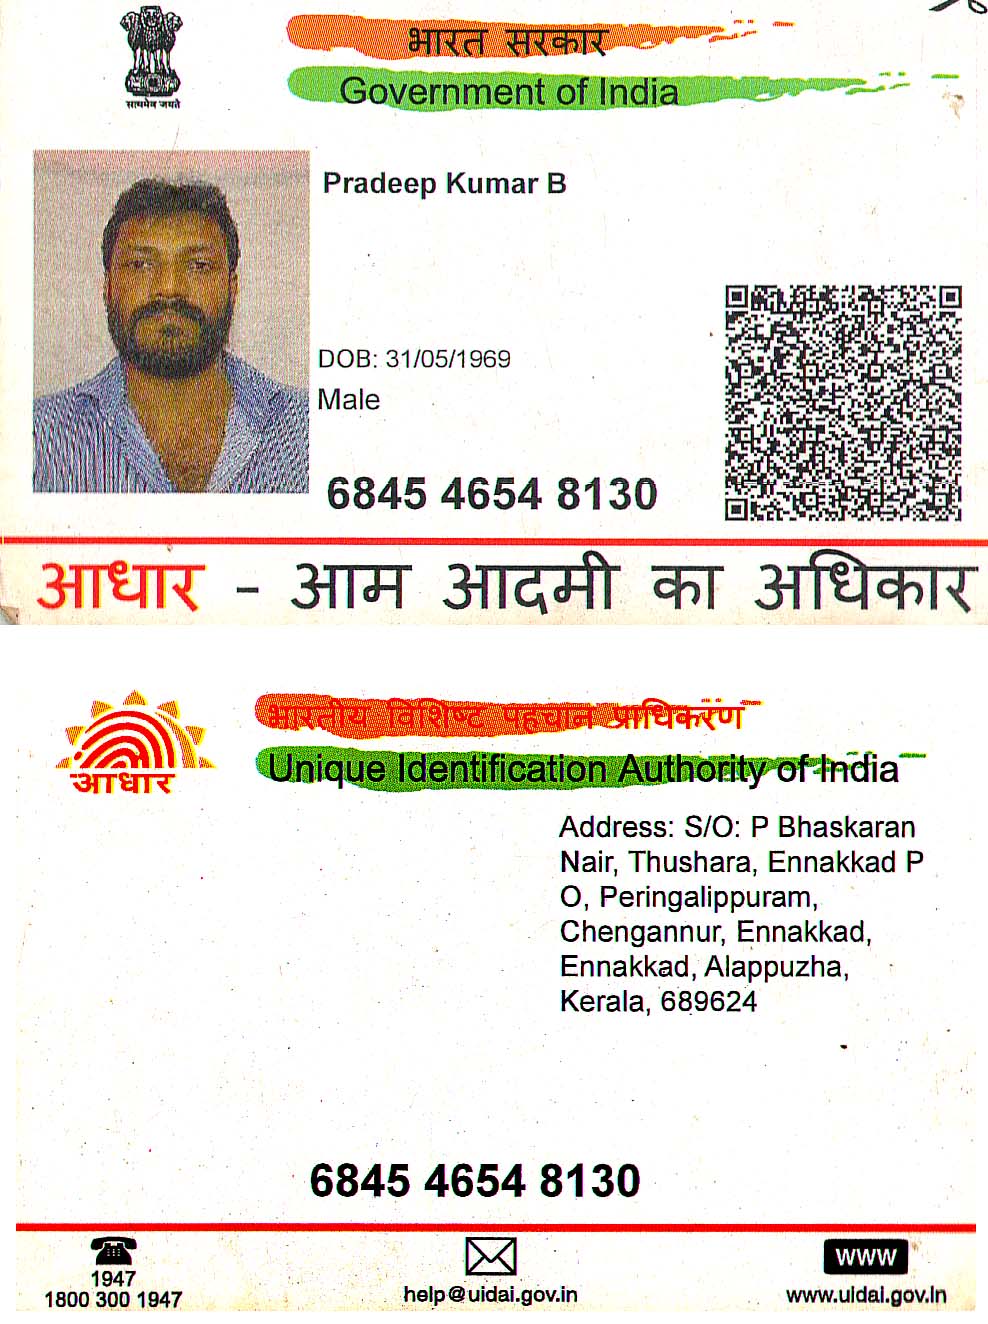 भारत सरकार
Government of India
सत्यमेव जयते
Pradeep Kumar B
DOB: 31/05/1969
Male
6845 4654 8130
आधार - आम आदमी का अधिकार
भारतीय विशिष्ट पहचान प्राधिकरण
Unique Identification Authority of India
आधार
Address: S/O: P Bhaskaran
Nair, Thushara, Ennakkad P
O, Peringalippuram,
Chengannur, Ennakkad,
Ennakkad, Alappuzha,
Kerala, 689624
6845 4654 8130
1947
1800 300 1947
help@uidai.gov.in
www
www.uidai.gov.in